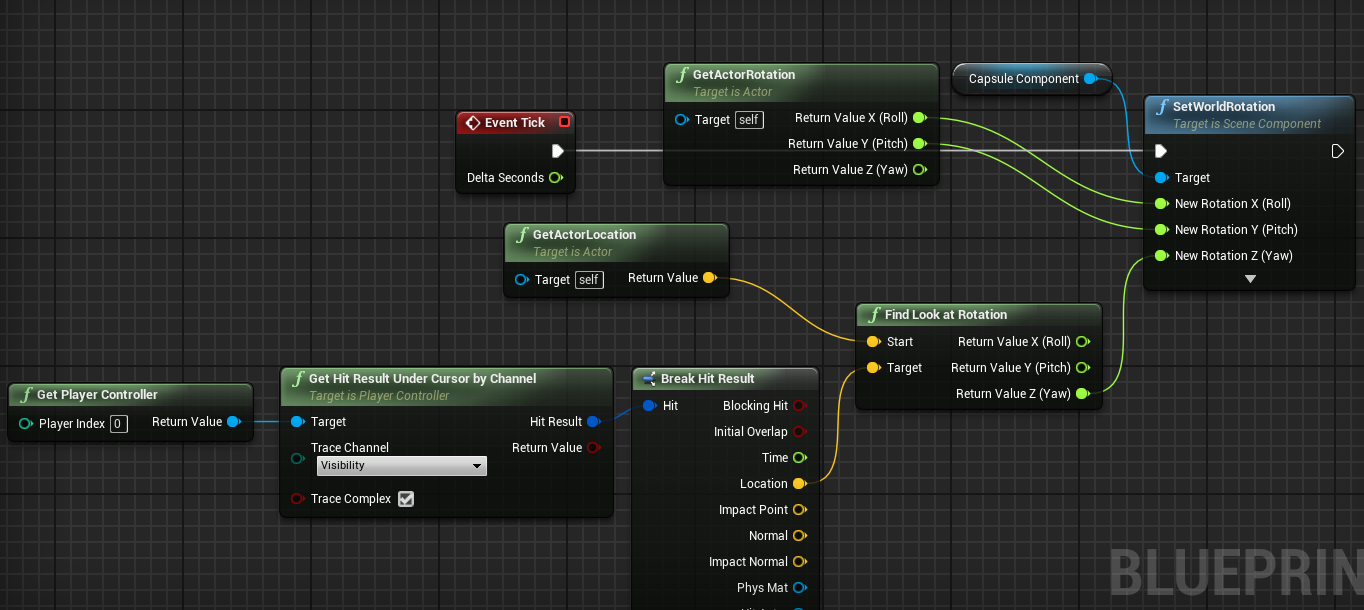 GetActorRotation
Target is Actor
Target self
Return Value X (Roll)
Return Value Y (Pitch)
Return Value Z (Yaw)
Capsule Component
SetWorldRotation
Target is Scene Component
Target
New Rotation X (Roll)
New Rotation Y (Pitch)
New Rotation Z (Yaw)
Event Tick
Delta Seconds
GetActorLocation
Target is Actor
Target self
Return Value
Find Look at Rotation
Start
Target
Return Value X (Roll)
Return Value Y (Pitch)
Return Value Z (Yaw)
Get Player Controller
Player Index 0
Return Value
Get Hit Result Under Cursor by Channel
Target is Player Controller
Target
Hit Result
Trace Channel
Return Value
Visibility
Trace Complex
Break Hit Result
Hit
Blocking Hit
Initial Overlap
Time
Location
Impact Point
Normal
Impact Normal
Phys Mat
BLUEPRIN